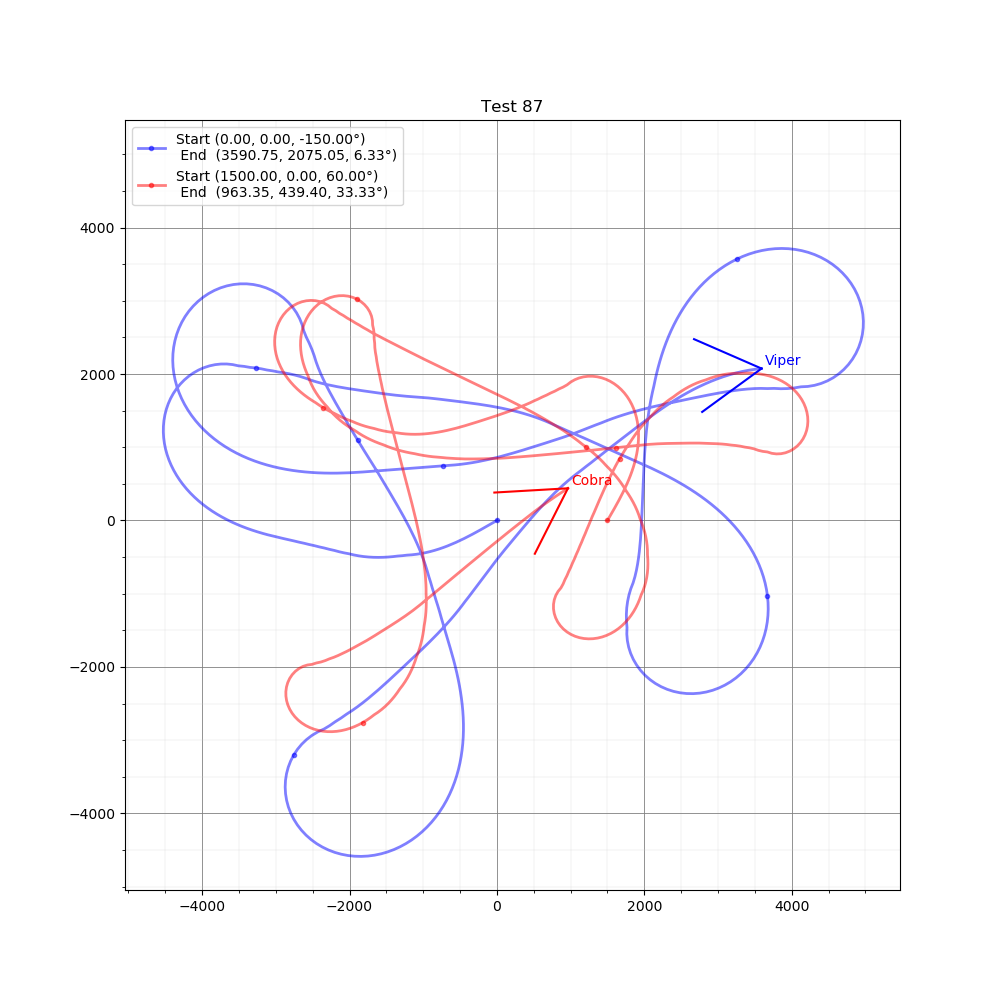 Test 87
Start (0.00, 0.00, -150.00°)
End  (3590.75, 2075.05, 6.33°)
Start (1500.00, 0.00, 60.00°)
End  (963.35, 439.40, 33.33°)
4000
2000
0
−2000
−4000
Viper
Cobra
−4000 −2000 0 2000 4000